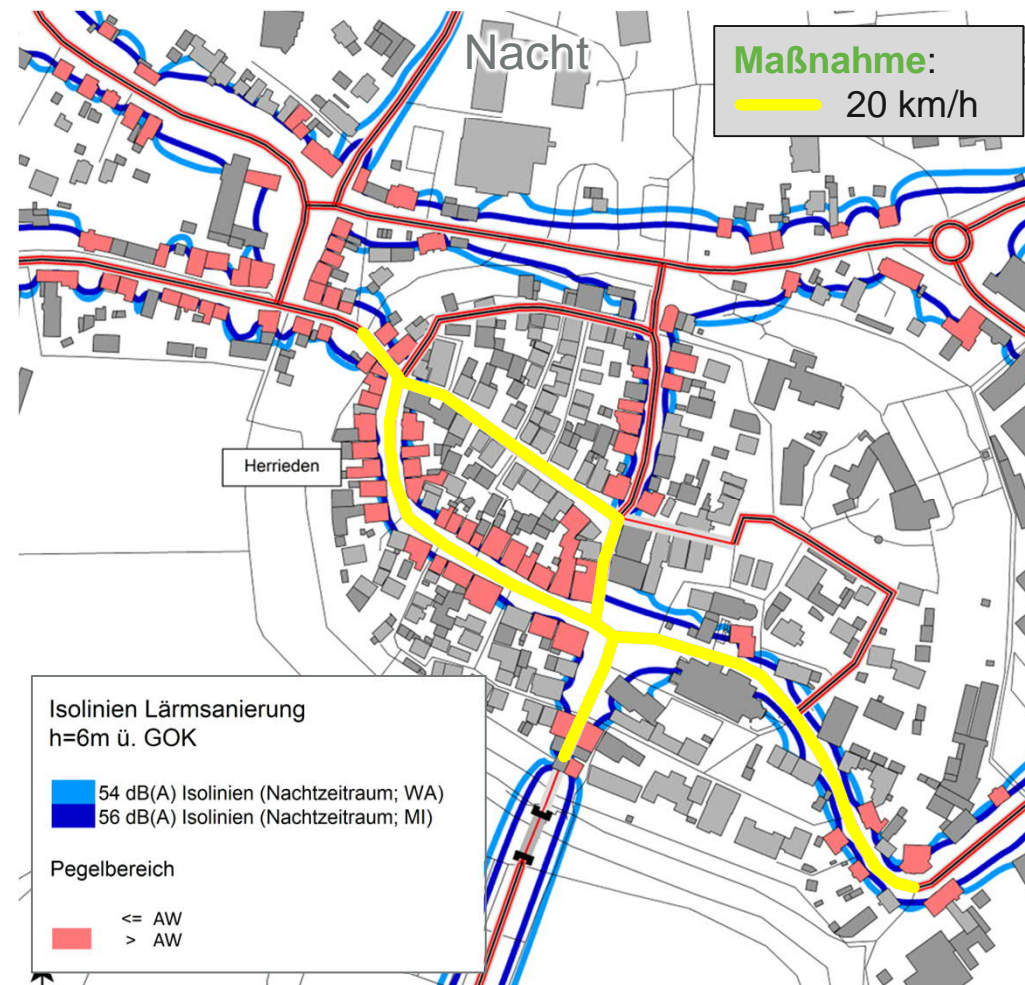 Nacht
Maßnahme:
20 km/h
Herrieden
Isolinien Lärmsanierung
h=6m ü. GOK
54 dB(A) Isolinien (Nachtzeitraum; WA)
56 dB(A) Isolinien (Nachtzeitraum; MI)
Pegelbereich
<= AW
> AW